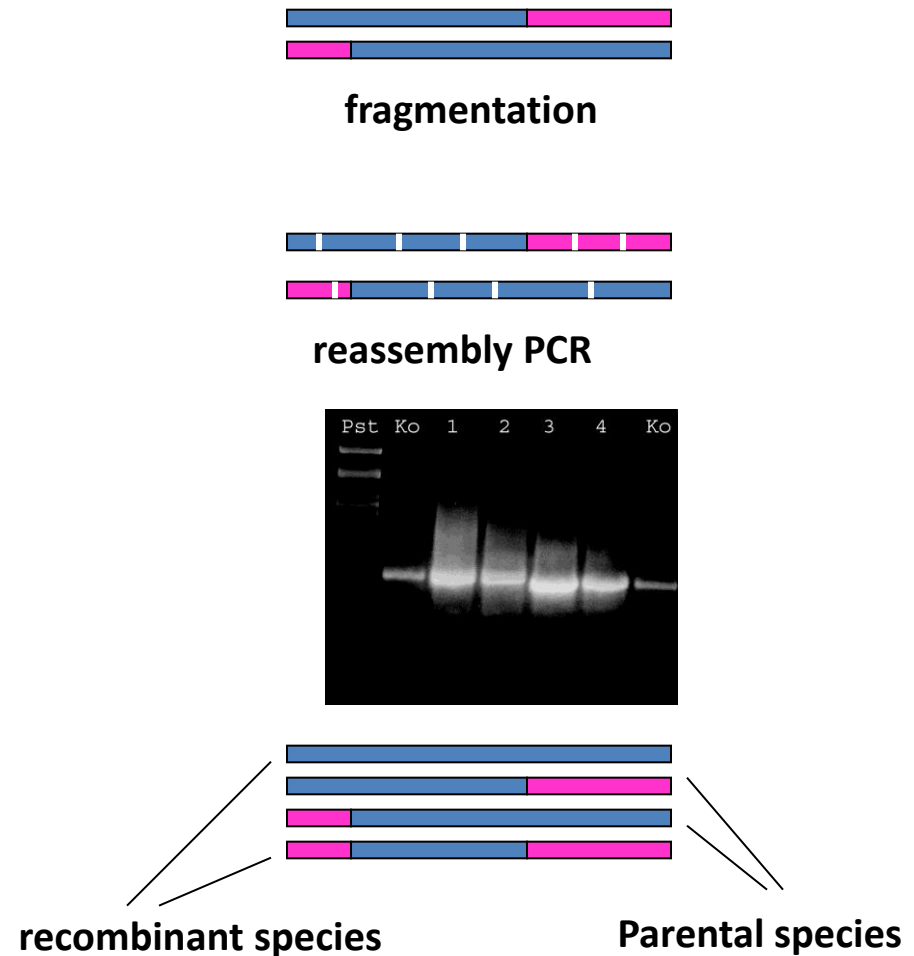 fragmentation
reassembly PCR
Pst Ko 1 2 3 4 Ko
recombinant species
Parental species